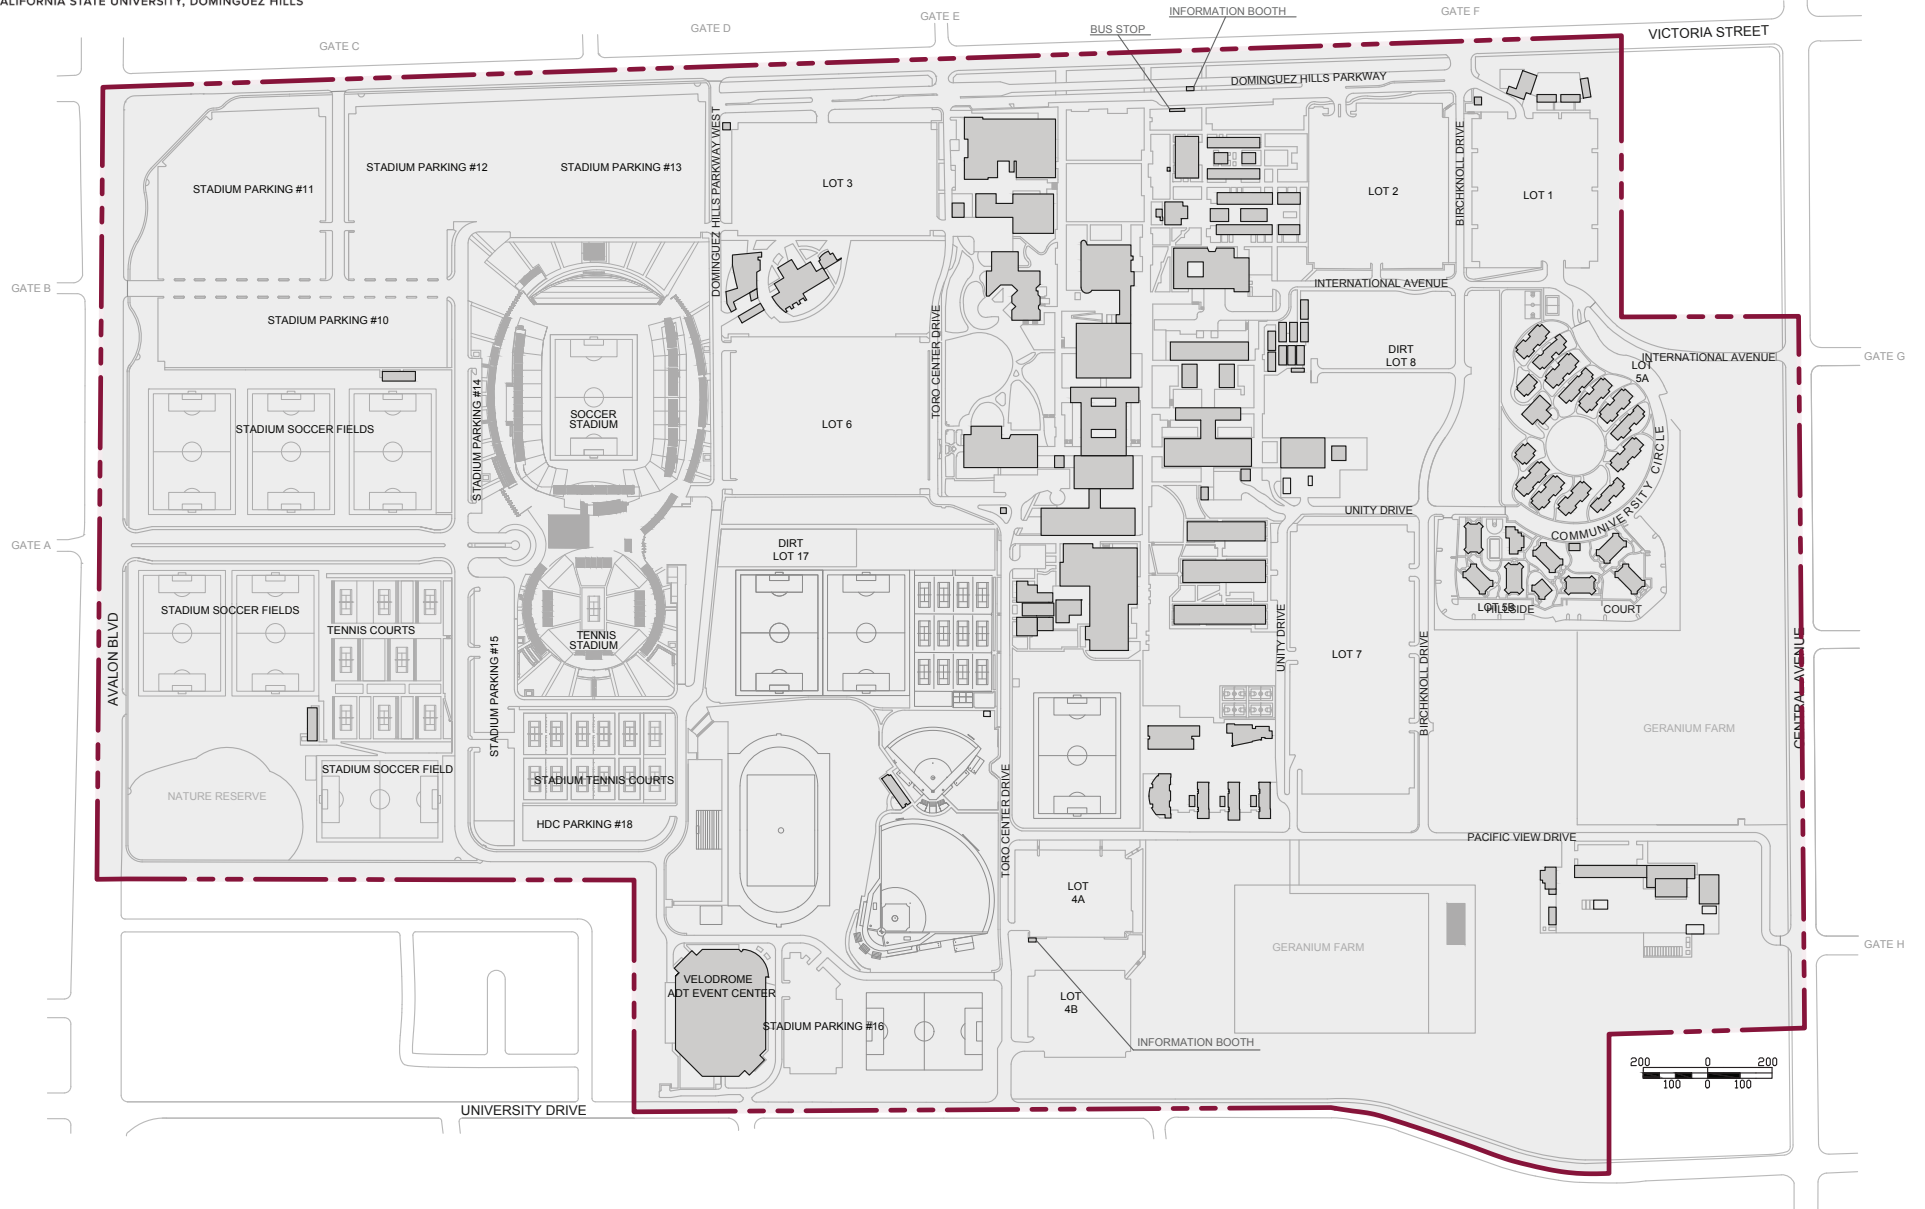 ALIFORNIA STATE UNIVERSITY, DOMINGUEZ HILLS
GATE C
GATE D
GATE E
INFORMATION BOOTH
GATE F
BUS STOP
VICTORIA STREET
DOMINGUEZ HILLS PARKWAY
DOMINGUEZ HILLS PARKWAY WEST
BIRCHKNOLL DRIVE
STADIUM PARKING #11
STADIUM PARKING #12
STADIUM PARKING #13
LOT 3
LOT 2
LOT 1
GATE B
STADIUM PARKING #10
INTERNATIONAL AVENUE
TORO CENTER DRIVE
DIRT
LOT 8
INTERNATIONAL AVENUE
LOT
5A
GATE G
STADIUM PARKING #14
SOCCER
STADIUM
STADIUM SOCCER FIELDS
LOT 6
COMMUNIVERSITY CIRCLE
UNITY DRIVE
GATE A
DIRT
LOT 17
STADIUM SOCCER FIELDS
TENNIS COURTS
TENNIS
STADIUM
LOT 5B
HILLSIDE
COURT
AVALON BLVD
STADIUM PARKING #15
UNITY DRIVE
LOT 7
BIRCHKNOLL DRIVE
CENTRAL AVENUE
GERANIUM FARM
STADIUM SOCCER FIELD
NATURE RESERVE
STADIUM TENNIS COURTS
HDC PARKING #18
TORO CENTER DRIVE
PACIFIC VIEW DRIVE
LOT
4A
GERANIUM FARM
GATE H
VELODROME
ADT EVENT CENTER
LOT
4B
STADIUM PARKING #16
INFORMATION BOOTH
200 0 200
100 0 100
UNIVERSITY DRIVE